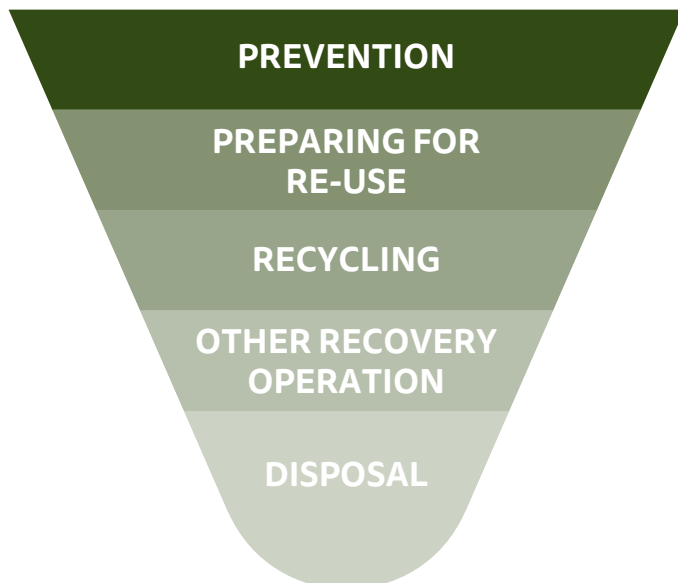 PREVENTION
PREPARING FOR
RE-USE
RECYCLING
OTHER RECOVERY
OPERATION
DISPOSAL